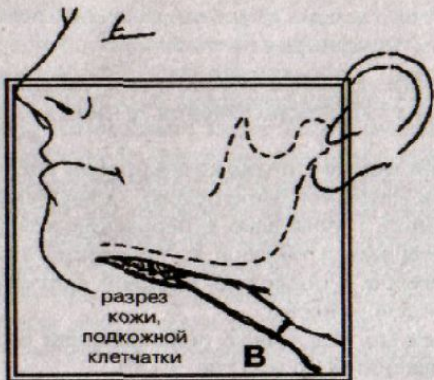 разрез
кожи,
подкожной
клетчатки
В